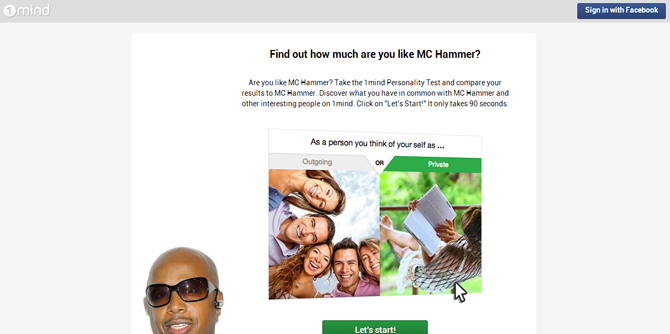 1mind
Sign in with Facebook
Find out how much are you like MC Hammer?
Are you like MC Hammer? Take the 1mind Personality Test and compare your
results to MC Hammer. Discover what you have in common with MC Hammer and
other interesting people on 1mind. Click on "Let's Start!" It only takes 90 seconds.
As a person you think of your self as ...
Outgoing OR Private
Let's start!